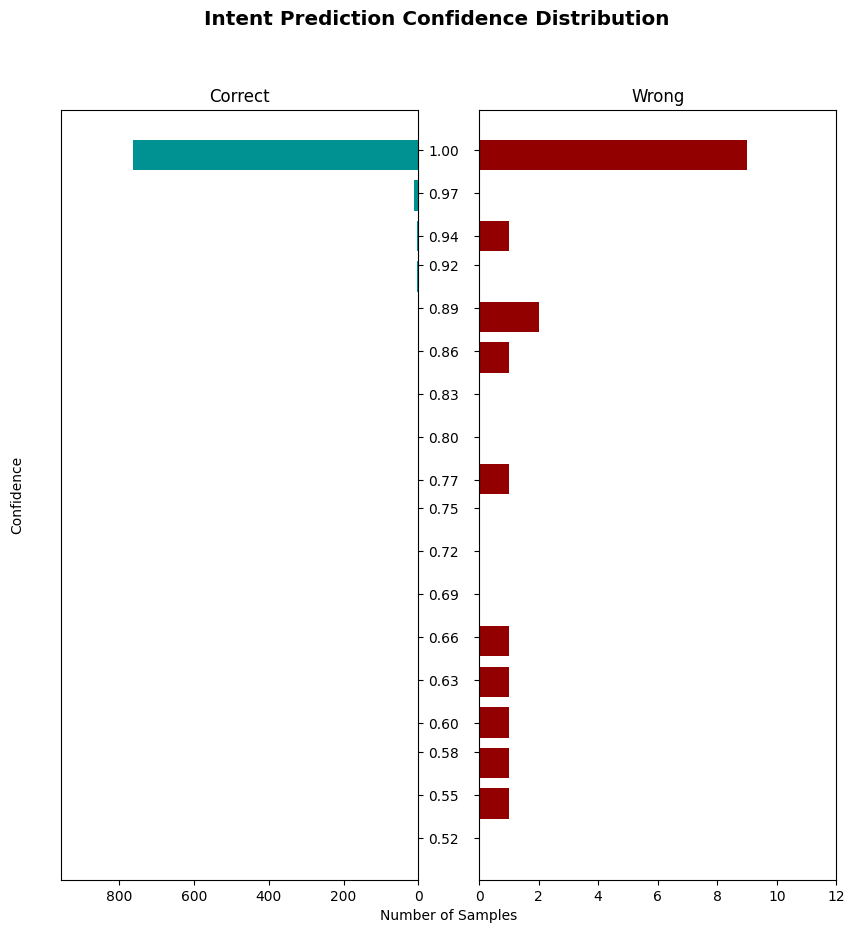 Intent Prediction Confidence Distribution
Correct
Wrong
1.00
0.97
0.94
0.92
0.89
0.86
0.83
0.80
0.77
0.75
0.72
0.69
0.66
0.63
0.60
0.58
0.55
0.52
Confidence
800 600 400 200 0
0 2 4 6 8 10 12
Number of Samples